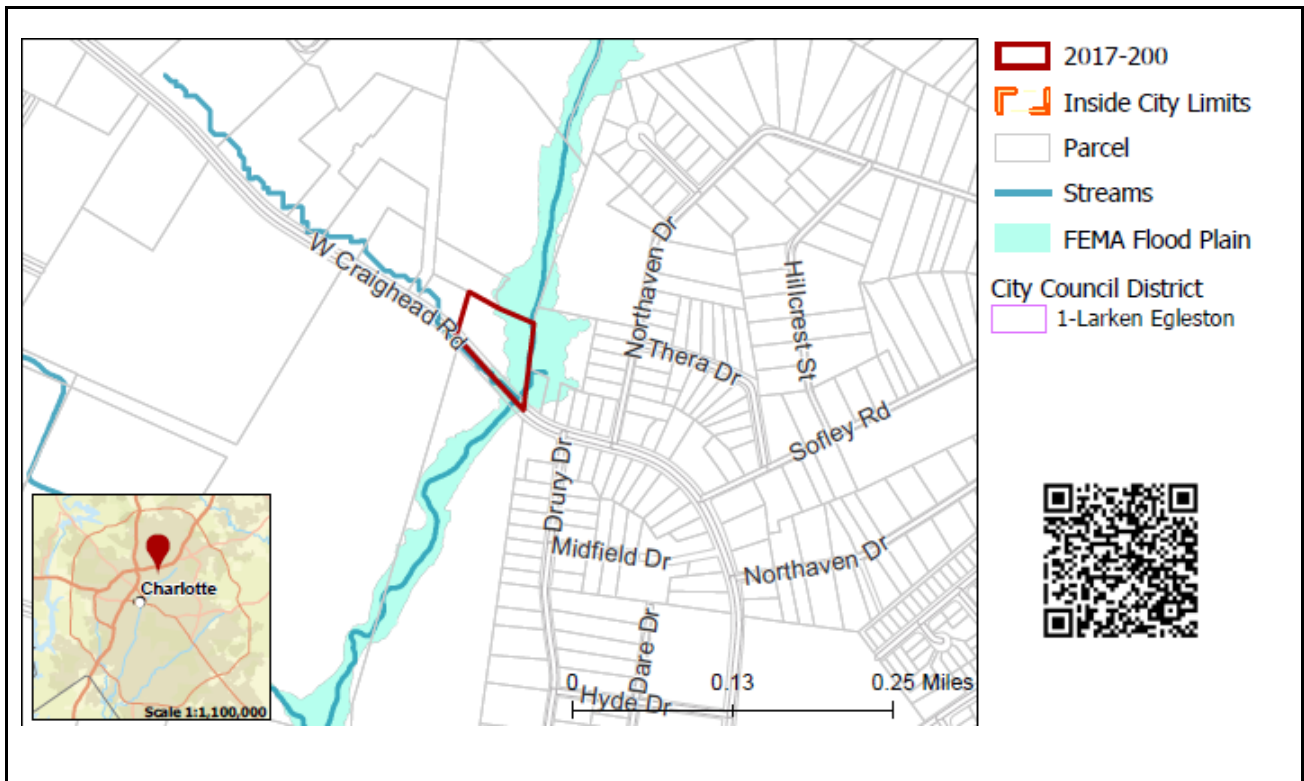 2017-200
Inside City Limits
Parcel
Streams
FEMA Flood Plain
City Council District
1-Larken Egleston
W Craighead Rd
Northaven Dr
Hillcrest St
Thera Dr
Sofley Rd
Drury Dr
Midfield Dr
Northaven Dr
Dare Dr
Hyde Dr
0 0.13 0.25 Miles
Charlotte
Scale 1:1,100,000